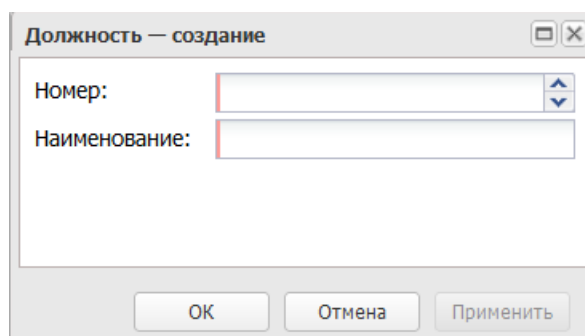 Должность — создание
Номер:
Наименование:
ОК Отмена Применить